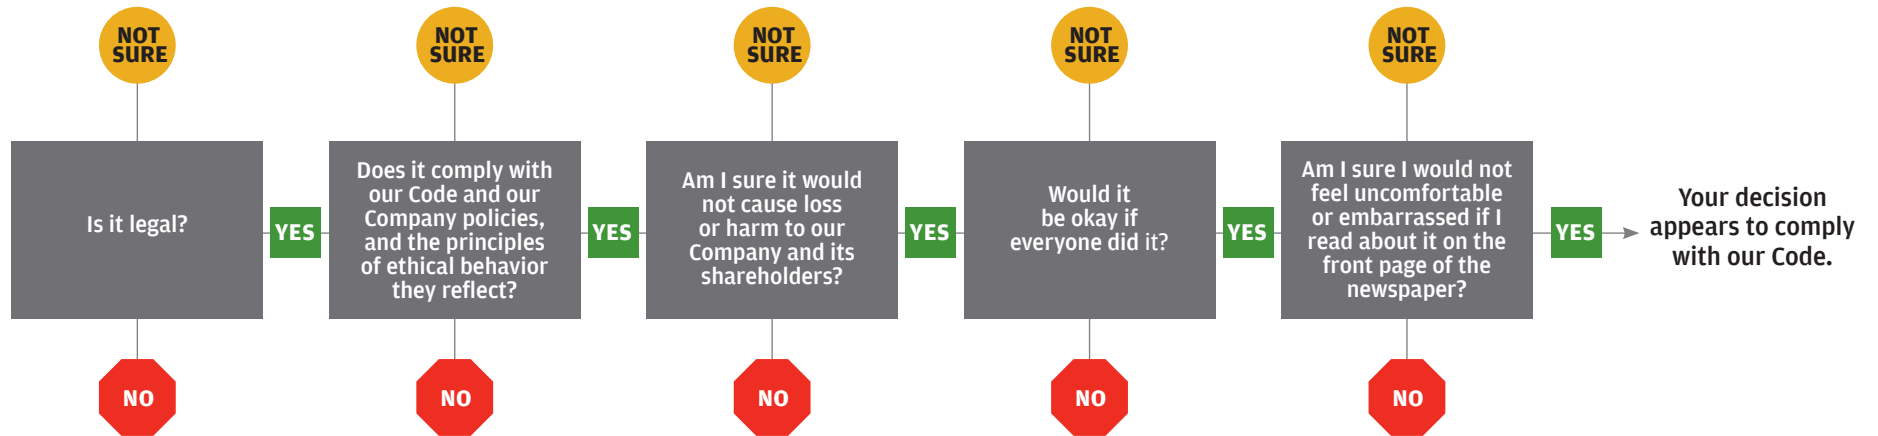 NOT
SURE
NOT
SURE
NOT
SURE
NOT
SURE
NOT
SURE
Is it legal?
YES
Does it comply with
our Code and our
Company policies,
and the principles
of ethical behavior
they reflect?
YES
Am I sure it would
not cause loss
or harm to our
Company and its
shareholders?
YES
Would it
be okay if
everyone did it?
YES
Am I sure I would not
feel uncomfortable
or embarrassed if I
read about it on the
front page of the
newspaper?
YES
Your decision
appears to comply
with our Code.
NO
NO
NO
NO
NO